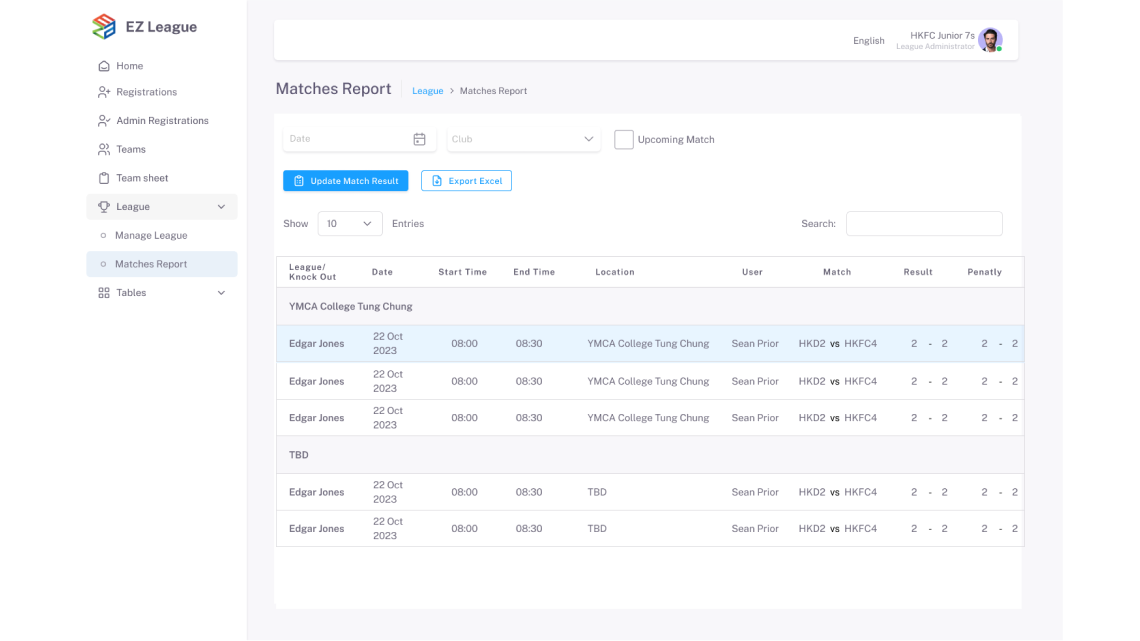 EZ League
Home
Registrations
Admin Registrations
Teams
Team sheet
League
Manage League
Matches Report
Tables
English
HKFC Junior 7s
League Administrator
Matches Report
League > Matches Report
Date
Club
Upcoming Match
Update Match Result
Export Excel
Show 10 Entries
Search:
League/
Knock Out
Date Start Time End Time Location User Match Result Penatly
YMCA College Tung Chung
Edgar Jones 22 Oct 2023 08:00 08:30 YMCA College Tung Chung Sean Prior HKD2 vs HKFC4 2 - 2 2 - 2
Edgar Jones 22 Oct 2023 08:00 08:30 YMCA College Tung Chung Sean Prior HKD2 vs HKFC4 2 - 2 2 - 2
Edgar Jones 22 Oct 2023 08:00 08:30 YMCA College Tung Chung Sean Prior HKD2 vs HKFC4 2 - 2 2 - 2
TBD
Edgar Jones 22 Oct 2023 08:00 08:30 TBD Sean Prior HKD2 vs HKFC4 2 - 2 2 - 2
Edgar Jones 22 Oct 2023 08:00 08:30 TBD Sean Prior HKD2 vs HKFC4 2 - 2 2 - 2